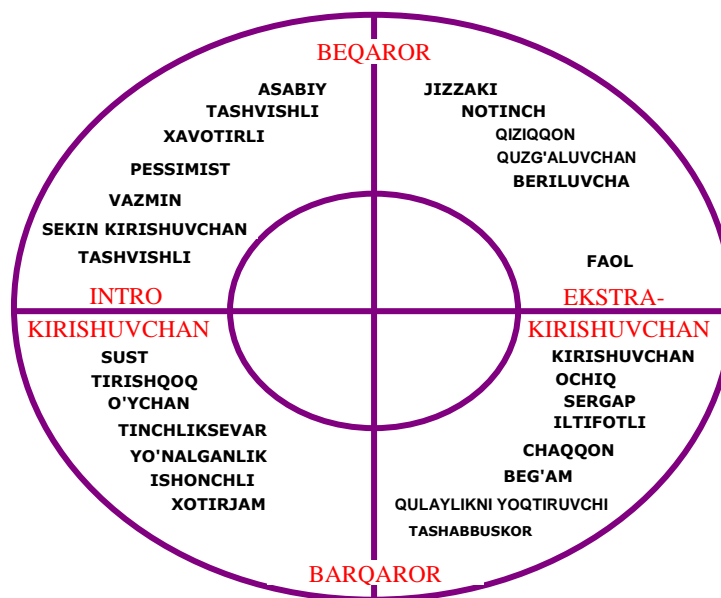 BEQAROR
ASABIY
TASHVISHLI
XAVOTIRLI
PESSIMIST
VAZMIN
SEKIN KIRISHUVCHAN
TASHVISHLI
JIZZAKI
NOTINCH
QIZIQQON
QUZG'ALUVCHAN
BERILUVCHA
FAOL
INTRO
KIRISHUVCHAN
EKSTRA-
KIRISHUVCHAN
SUST
TIRISHQOQ
O'YCHAN
TINCHLIKSEVAR
YO'NALGANLIK
ISHONCHLI
XOTIRJAM
KIRISHUVCHAN
OCHIQ
SERGAP
ILTIFOTLI
CHAQQON
BEG'AM
QULAYLIKNI YOQTIRUVCHI
TASHABBUSKOR
BARQAROR